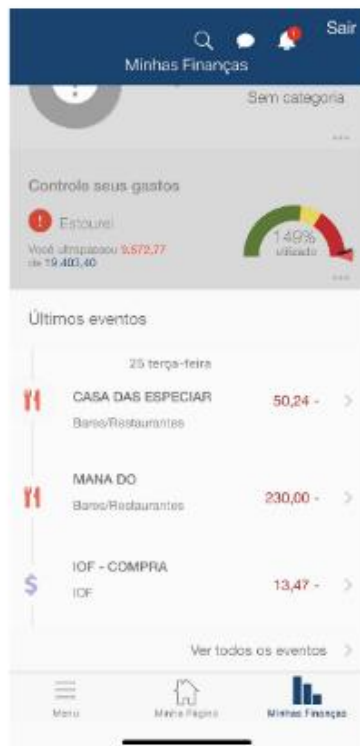 Sair
Minhas Finanças
Sem categoria
Controle seus gastos
Estourei
Você ultrapassou 9.572,77
de 19.403,40
149%
utilizado
Últimos eventos
25 terça-feira
CASA DAS ESPECIAR
50,24 -
Bares/Restaurantes
MANA DO
230,00 -
Bares/Restaurantes
IOF - COMPRA
13,47 -
IOF
Ver todos os eventos
Menu
Minha Página
Minhas Finanças